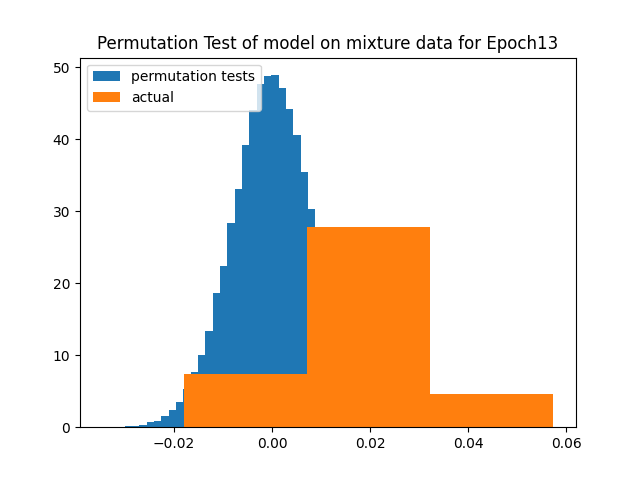 Permutation Test of model on mixture data for Epoch13
permutation tests
actual
50
40
30
20
10
0
−0.02 0.00 0.02 0.04 0.06